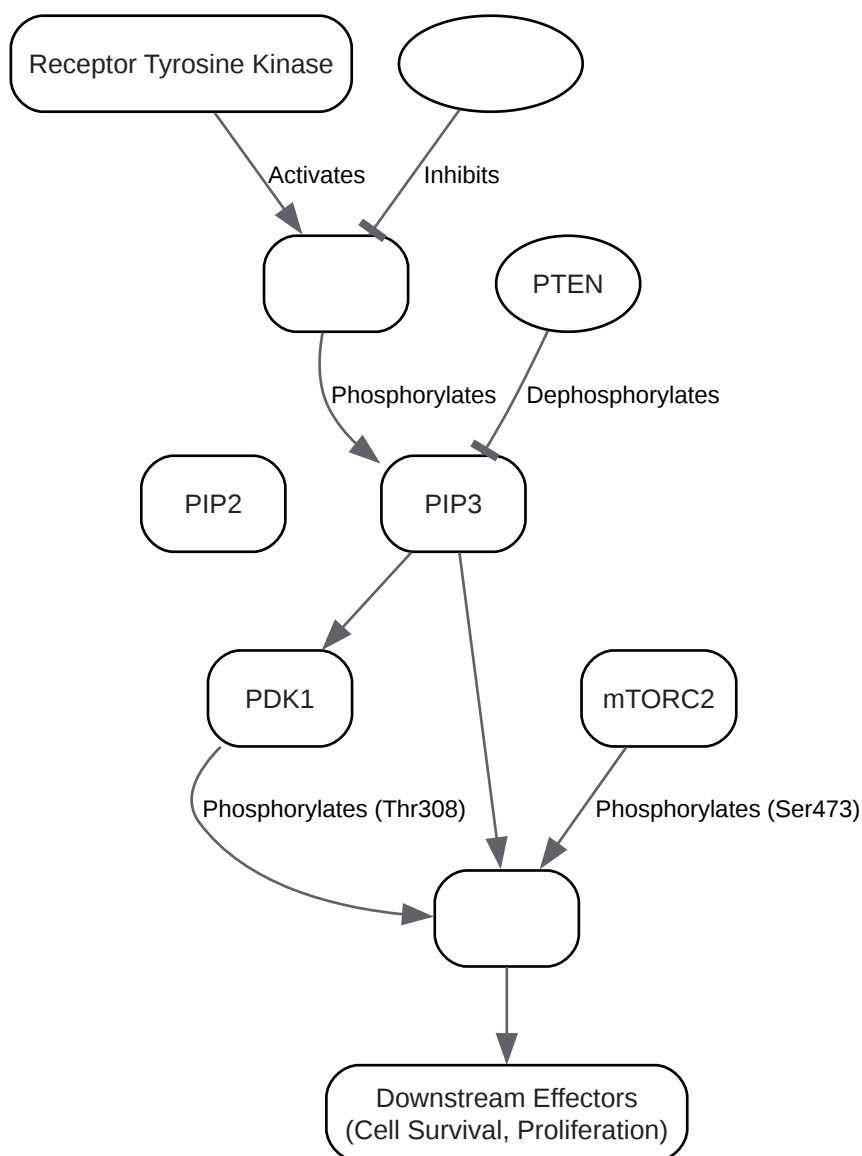 Receptor Tyrosine Kinase
Activates
Inhibits
PTEN
Phosphorylates
Dephosphorylates
PIP2
PIP3
PDK1
mTORC2
Phosphorylates (Thr308)
Phosphorylates (Ser473)
Downstream Effectors
(Cell Survival, Proliferation)